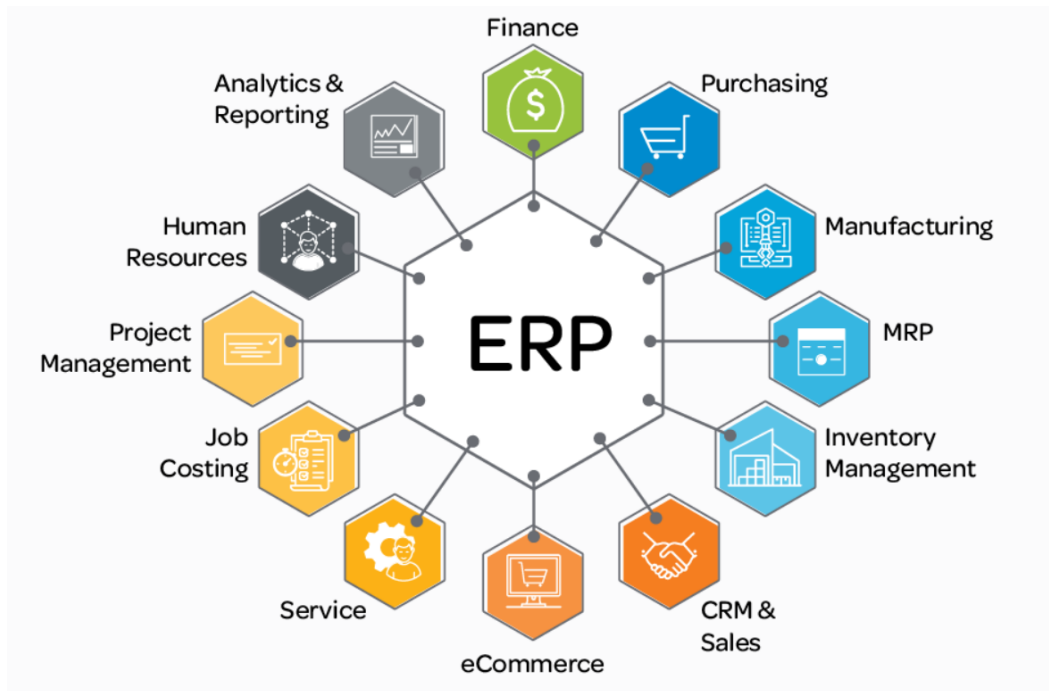 Finance
Purchasing
Manufacturing
MRP
Inventory
Management
CRM &
Sales
eCommerce
Service
Job
Costing
Project
Management
Human
Resources
Analytics &
Reporting
$
ERP